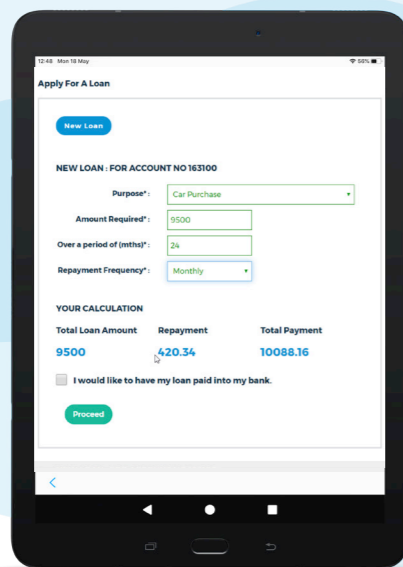 12:48 Mon 16 May 50%
Apply For A Loan
New Loan
NEW LOAN : FOR ACCOUNT NO 163100
Purpose* : Car Purchase
Amount Required* : 9500
Over a period of (mths)* : 24
Repayment Frequency* : Monthly
YOUR CALCULATION
Total Loan Amount Repayment Total Payment
9500 420.34 10088.16
I would like to have my loan paid into my bank.
Proceed